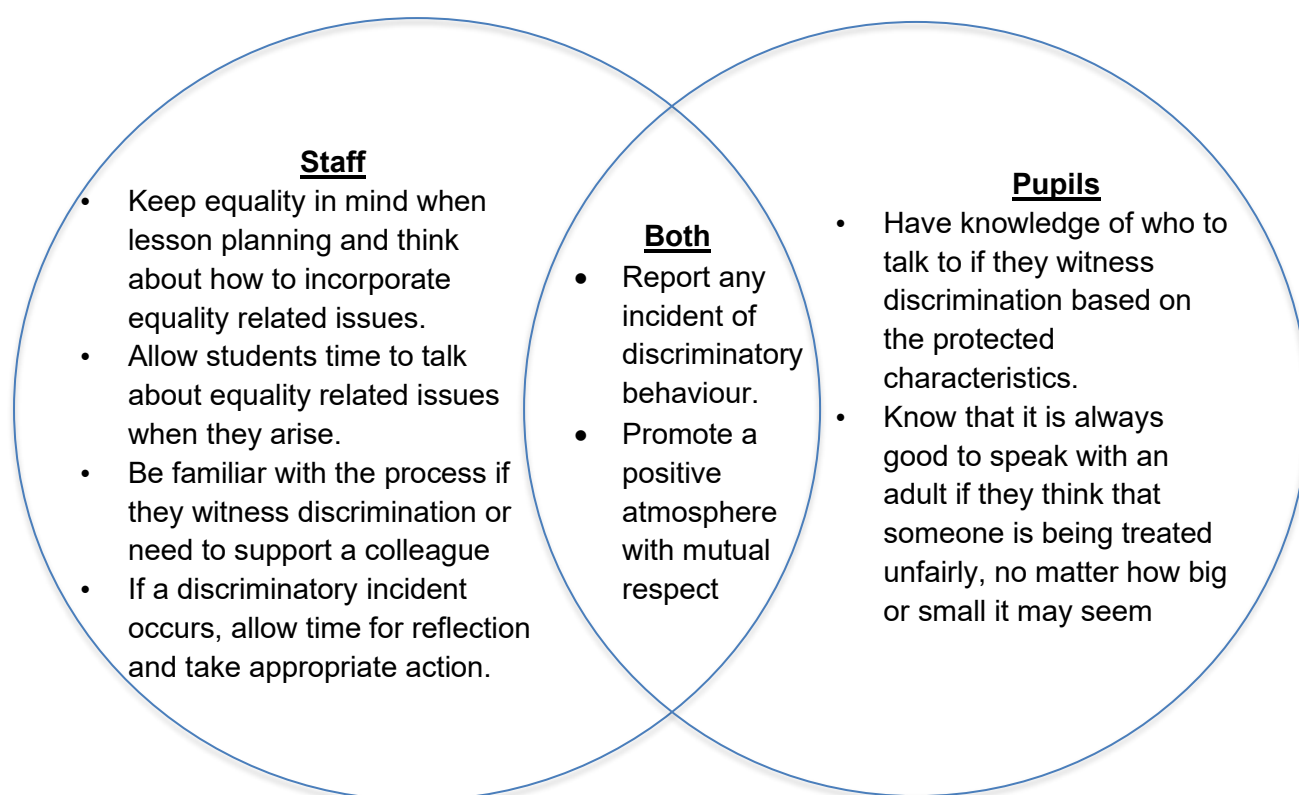 Staff
• Keep equality in mind when
lesson planning and think
about how to incorporate
equality related issues.
• Allow students time to talk
about equality related issues
when they arise.
• Be familiar with the process if
they witness discrimination or
need to support a colleague
• If a discriminatory incident
occurs, allow time for reflection
and take appropriate action.
Both
• Report any
incident of
discriminatory
behaviour.
• Promote a
positive
atmosphere
with mutual
respect
Pupils
• Have knowledge of who to
talk to if they witness
discrimination based on
the protected
characteristics.
• Know that it is always
good to speak with an
adult if they think that
someone is being treated
unfairly, no matter how big
or small it may seem